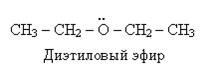 CH₃ – CH₂ – Ö – CH₂ – CH₃
Диэтиловый эфир